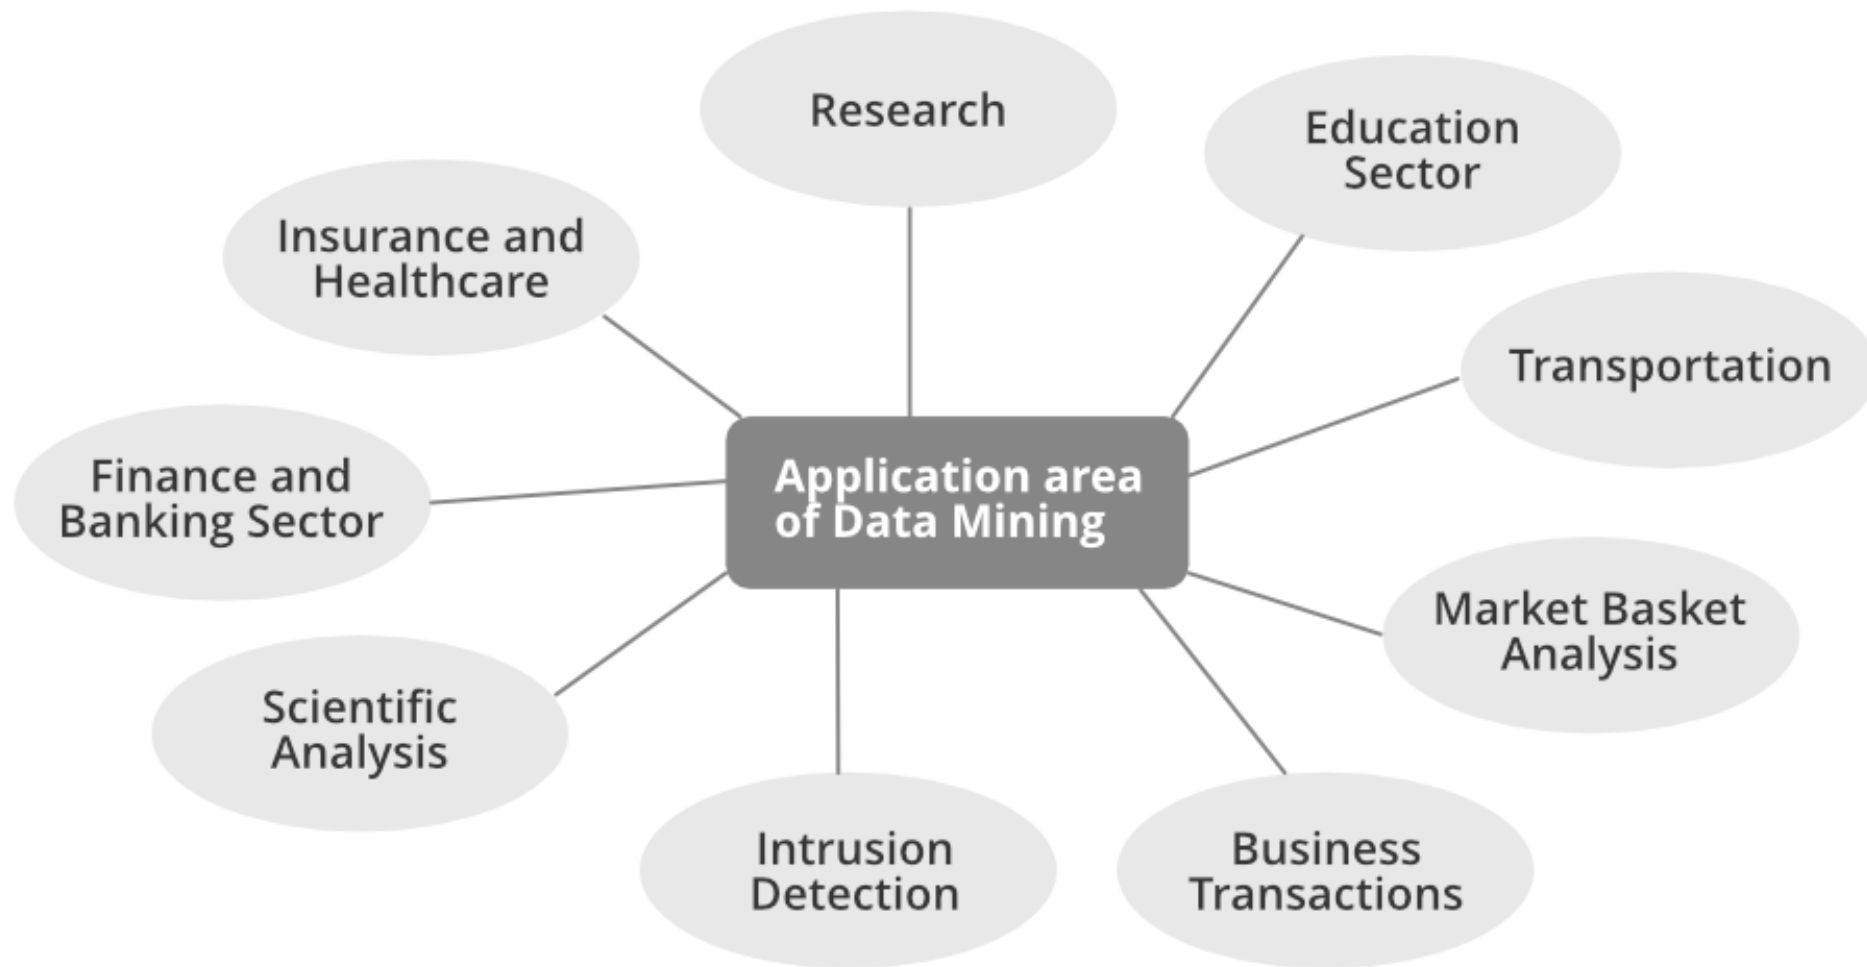 Research
Education
Sector
Insurance and
Healthcare
Transportation
Finance and
Banking Sector
Application area
of Data Mining
Market Basket
Analysis
Scientific
Analysis
Intrusion
Detection
Business
Transactions